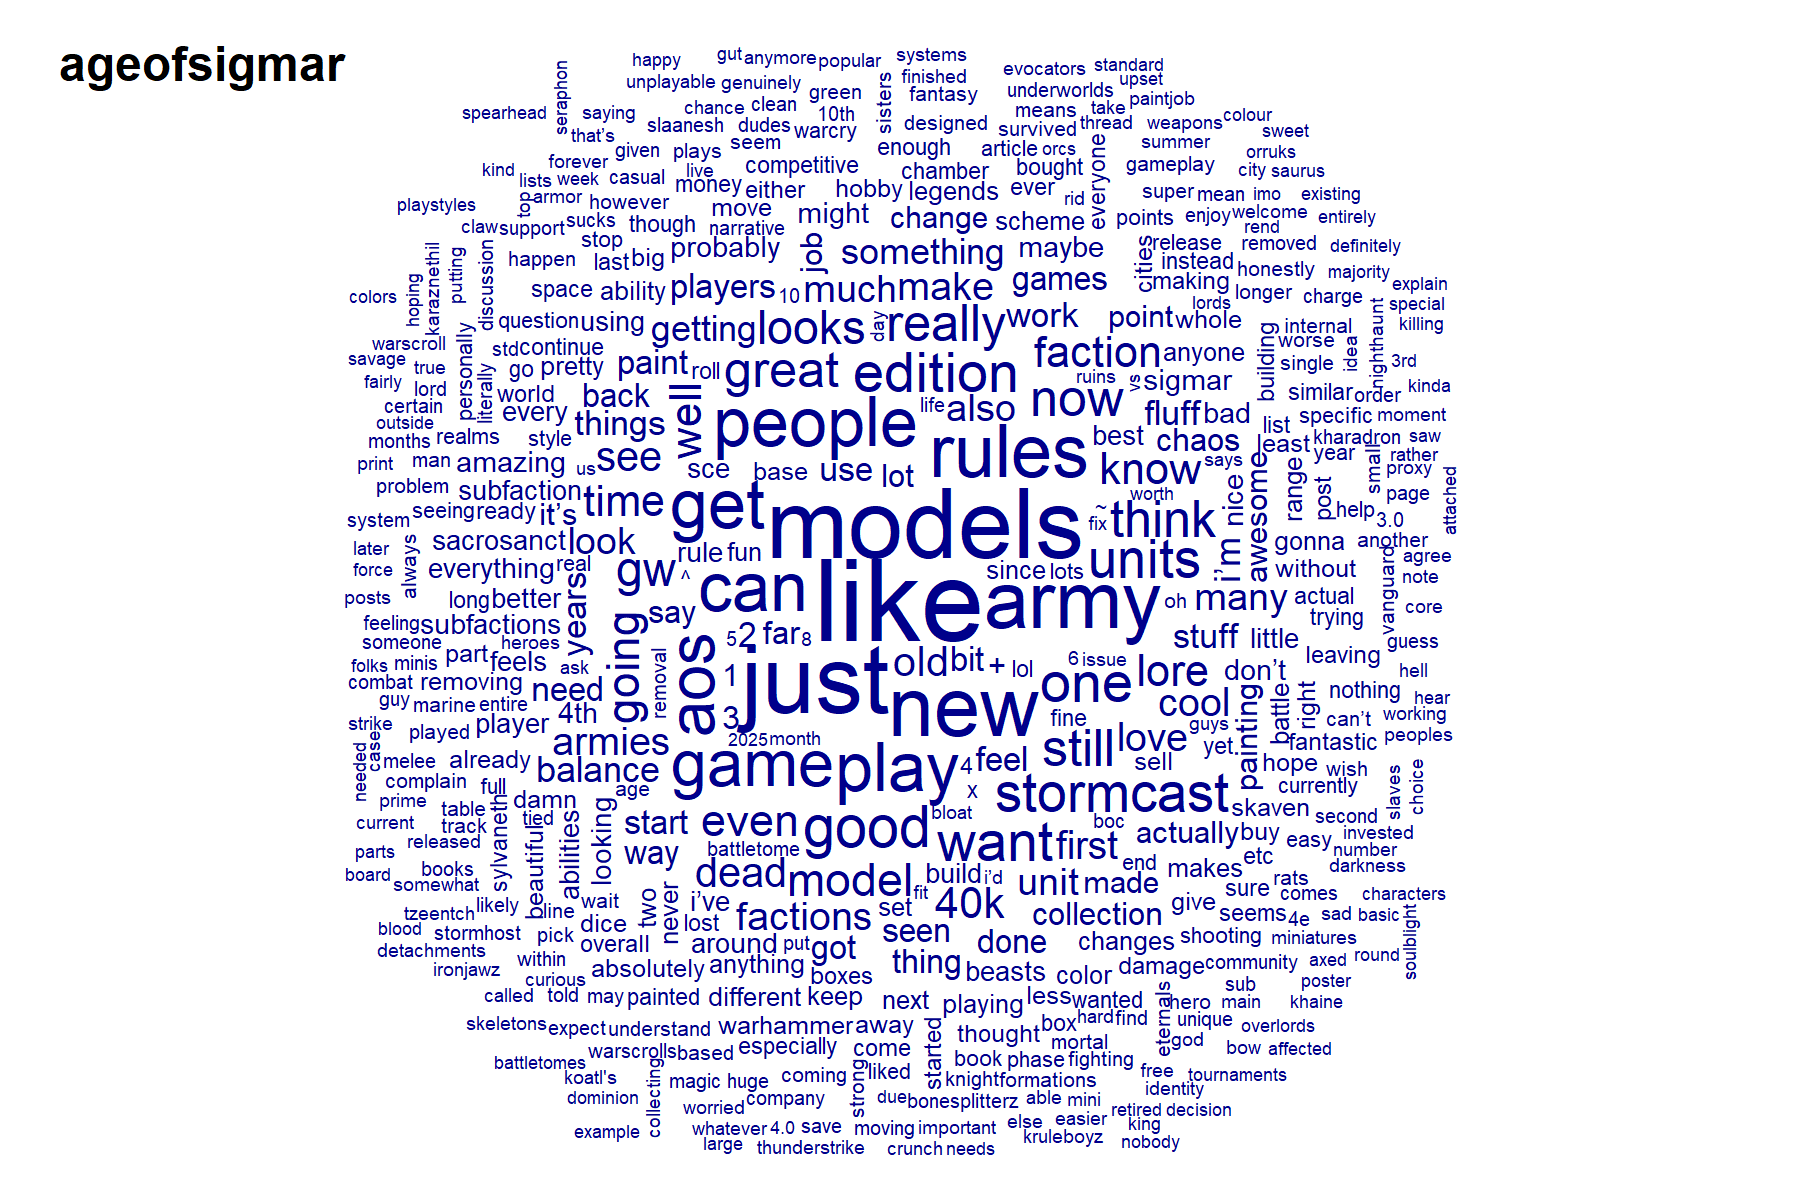 ageofsigmar
happy gut anymore popular systems evocators standard
unplayable genuinely finished underworlds upset
seraphon green sisters fantasy means take paintjob
spearhead saying chance clean 10th designed survived thread weapons colour
that's slaanesh dudes warcry enough article orcs summer sweet
given plays seem competitive chamber bought everyone gameplay orruks
kind forever live city saurus
lists week casual money either hobby legends ever rid super mean imo existing
playstyles top armor however move might change scheme points enjoy welcome entirely
claw support sucks though narrative rend
stop probably job something maybe cities release removed definitely
karaznethil putting discussion happen last big instead honestly majority
hoping space ability players 10 much make games making longer explain
colors question using getting looks day really work point whole lords charge special
warscroll std continue paint roll great edition faction anyone building internal worse killing
savage true personally literally go pretty ruins vs sigmar single idea nighthaunt 3rd
fairly lord world back well people life also now fluff bad similar order kinda
certain every things rules best chaos list specific moment
outside style least kharadron saw
months realms us see sce base use lot know says year rather
print man amazing range small proxy
problem subfaction time get models worth awesome nice post page attached
system seeing ready it's ~ fix think help 3.0
later sacrosanct look rule fun i'm gonna another
force always everything real gw ^ can since lots units without vanguard agree
posts long better years say like army oh many actual note
feeling subfactions 5 2 far 8 trying core
someone heroes going stuff little guess
folks minis part feels ask removal aos 1 just old bit + lol 6 issue one lore don't leaving hell
combat removing need new cool painting battle right nothing hear
guy marine entire 4th 3 fine guys can't working
strike played player 2025 month still love yet fantastic peoples
needed cases melee already armies game play 4 feel sell hope wish
complain full balance age x stormcast currently slaves choice
prime table damn bloat skaven second
current track tied start even good boc actually buy easy invested
released sylvaneth beautiful abilities looking way battletome want first etc number
parts books dead model build i'd end makes darkness
board somewhat fit unit made sure rats
tzeentch likely line wait two never i've factions set 40k collection give comes characters
blood stormhost pick dice lost seen seems 4e sad basic
detachments overall around put got done changes shooting miniatures soulblight
ironjawz within absolutely anything thing beasts color damage community axed round
curious boxes sub poster
called told may painted different keep next playing less wanted eternals hero main khaine
skeletons expect understand warhammer away started thought box hard find unique overlords
battletomes warscrolls based especially come mortal god bow affected
koatl's collecting magic huge coming strong liked book phase fighting free tournaments
dominion worried company due bonesplitterz knight formations able mini identity
example whatever 4.0 save moving important else easier retired decision
large thunderstrike crunch needs kruleboyz king nobody